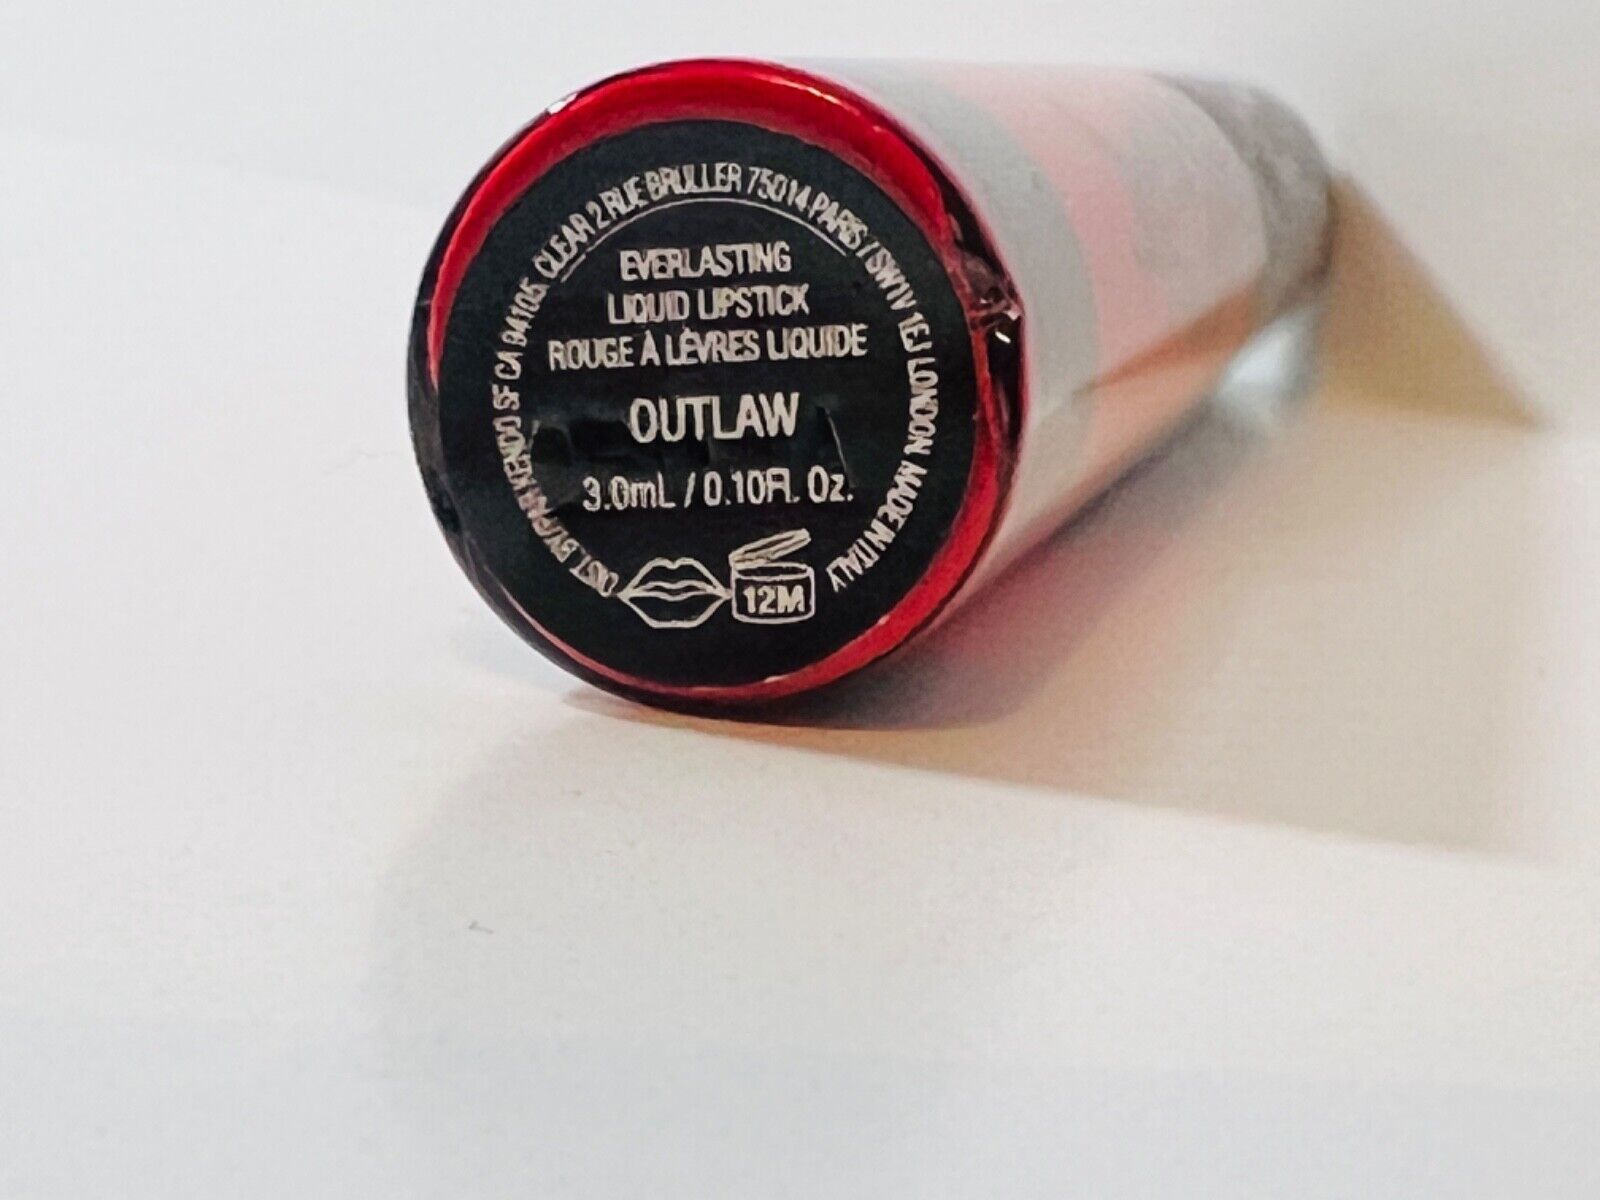 DIST. BY/PAR KENDO SF CA 94105. CLEAR 2 RUE BRULLER 75014 PARIS / SW1V 1EJ LONDON MADE IN ITALY
EVERLASTING
LIQUID LIPSTICK
ROUGE À LÈVRES LIQUIDE
OUTLAW
3.0mL / 0.10Fl. Oz.
12M